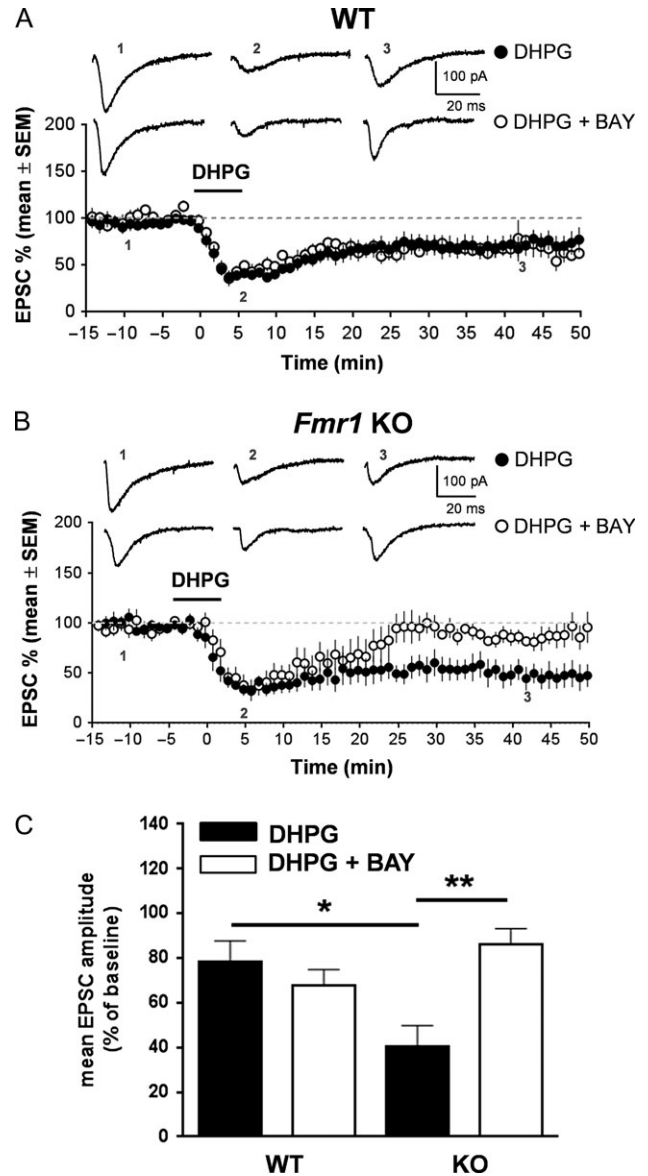 A
WT
1 2 3
DHPG
100 pA
20 ms
DHPG + BAY
EPSC % (mean ± SEM)
200
150
100
50
0
DHPG
1
2
3
−15 −10 −5 0 5 10 15 20 25 30 35 40 45 50
Time (min)
B
Fmr1 KO
1 2 3
DHPG
100 pA
20 ms
DHPG + BAY
EPSC % (mean ± SEM)
200
150
100
50
0
DHPG
1
2
3
−15 −10 −5 0 5 10 15 20 25 30 35 40 45 50
Time (min)
C
mean EPSC amplitude
(% of baseline)
140
120
100
80
60
40
20
0
DHPG
DHPG + BAY
*
**
WT KO